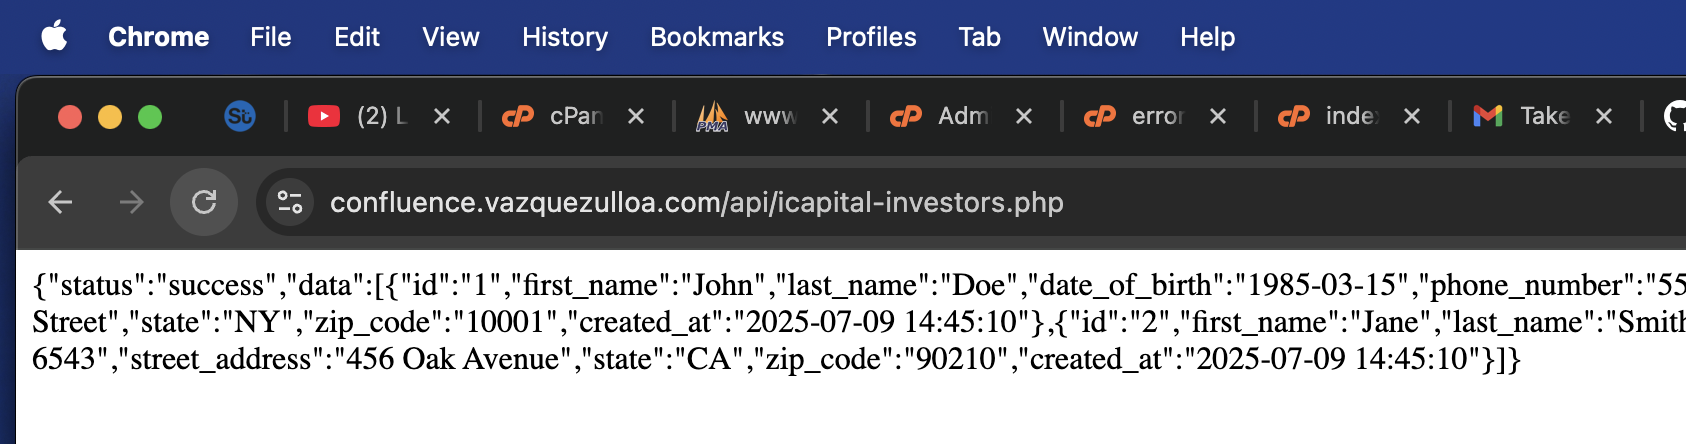 Chrome File Edit View History Bookmarks Profiles Tab Window Help
St (2) L cPan PMA www Adm error index Take
confluence.vazquezulloa.com/api/icapital-investors.php
{"status":"success","data":[{"id":"1","first_name":"John","last_name":"Doe","date_of_birth":"1985-03-15","phone_number":"55
Street","state":"NY","zip_code":"10001","created_at":"2025-07-09 14:45:10"},{"id":"2","first_name":"Jane","last_name":"Smith
6543","street_address":"456 Oak Avenue","state":"CA","zip_code":"90210","created_at":"2025-07-09 14:45:10"}]}